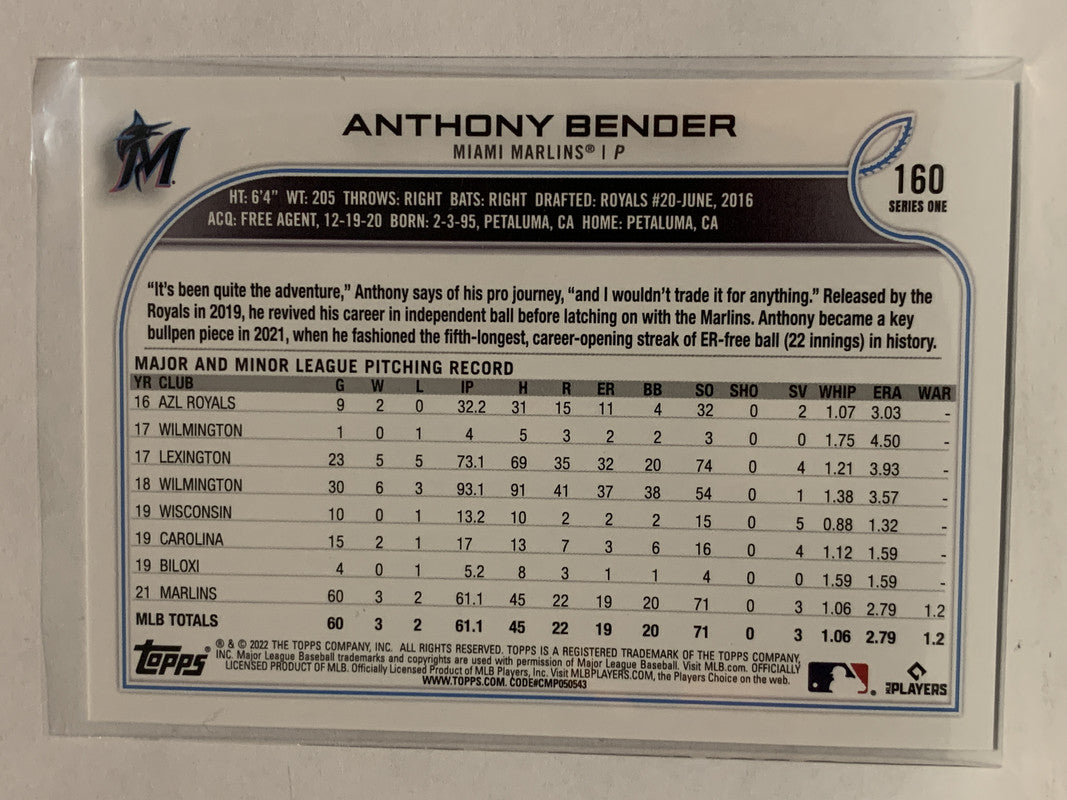 M
ANTHONY BENDER
MIAMI MARLINS® | P
160
SERIES ONE
HT: 6'4" WT: 205 THROWS: RIGHT BATS: RIGHT DRAFTED: ROYALS #20-JUNE, 2016
ACQ: FREE AGENT, 12-19-20 BORN: 2-3-95, PETALUMA, CA HOME: PETALUMA, CA
“It’s been quite the adventure,” Anthony says of his pro journey, “and I wouldn’t trade it for anything.” Released by the
Royals in 2019, he revived his career in independent ball before latching on with the Marlins. Anthony became a key
bullpen piece in 2021, when he fashioned the fifth-longest, career-opening streak of ER-free ball (22 innings) in history.
MAJOR AND MINOR LEAGUE PITCHING RECORD
YR CLUB G W L IP H R ER BB SO SHO SV WHIP ERA WAR
16 AZL ROYALS 9 2 0 32.2 31 15 11 4 32 0 2 1.07 3.03 -
17 WILMINGTON 1 0 1 4 5 3 2 2 3 0 0 1.75 4.50 -
17 LEXINGTON 23 5 5 73.1 69 35 32 20 74 0 4 1.21 3.93 -
18 WILMINGTON 30 6 3 93.1 91 41 37 38 54 0 1 1.38 3.57 -
19 WISCONSIN 10 0 1 13.2 10 2 2 2 15 0 5 0.88 1.32 -
19 CAROLINA 15 2 1 17 13 7 3 6 16 0 4 1.12 1.59 -
19 BILOXI 4 0 1 5.2 8 3 1 1 4 0 0 1.59 1.59 -
21 MARLINS 60 3 2 61.1 45 22 19 20 71 0 3 1.06 2.79 1.2
MLB TOTALS 60 3 2 61.1 45 22 19 20 71 0 3 1.06 2.79 1.2
Topps®
® & © 2022 THE TOPPS COMPANY, INC. ALL RIGHTS RESERVED. TOPPS IS A REGISTERED TRADEMARK OF THE TOPPS COMPANY,
INC. Major League Baseball trademarks and copyrights are used with permission of Major League Baseball. Visit MLB.com. OFFICIALLY
LICENSED PRODUCT OF MLB. Officially Licensed Product of MLB Players, Inc. Visit MLBPLAYERS.COM, the Players Choice on the web.
WWW.TOPPS.COM. CODE#CMP050543
MLB PLAYERS